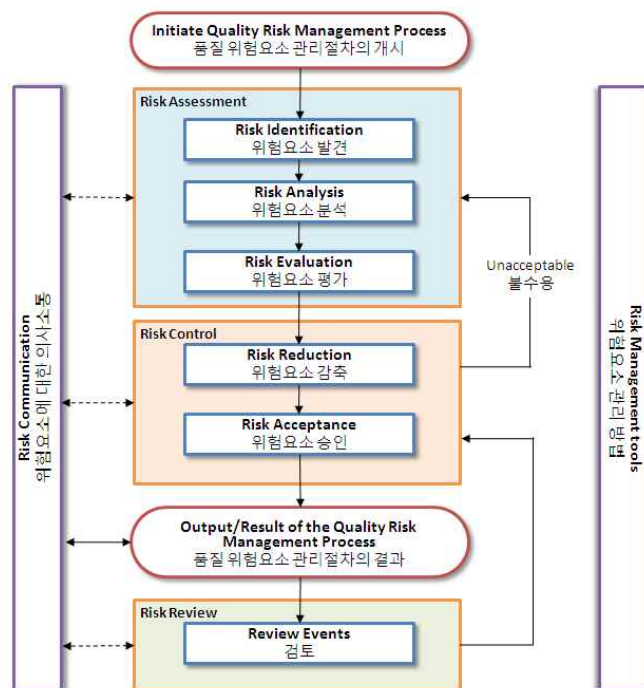 Initiate Quality Risk Management Process
품질 위험요소 관리절차의 개시
Risk Assessment
Risk Identification
위험요소 발견
Risk Analysis
위험요소 분석
Risk Evaluation
위험요소 평가
Unacceptable
불수용
Risk Control
Risk Reduction
위험요소 감축
Risk Acceptance
위험요소 승인
Output/Result of the Quality Risk
Management Process
품질 위험요소 관리절차의 결과
Risk Review
Review Events
검토
Risk Communication
위험요소에 대한 의사소통
Risk Management tools
위험요소 관리 방법